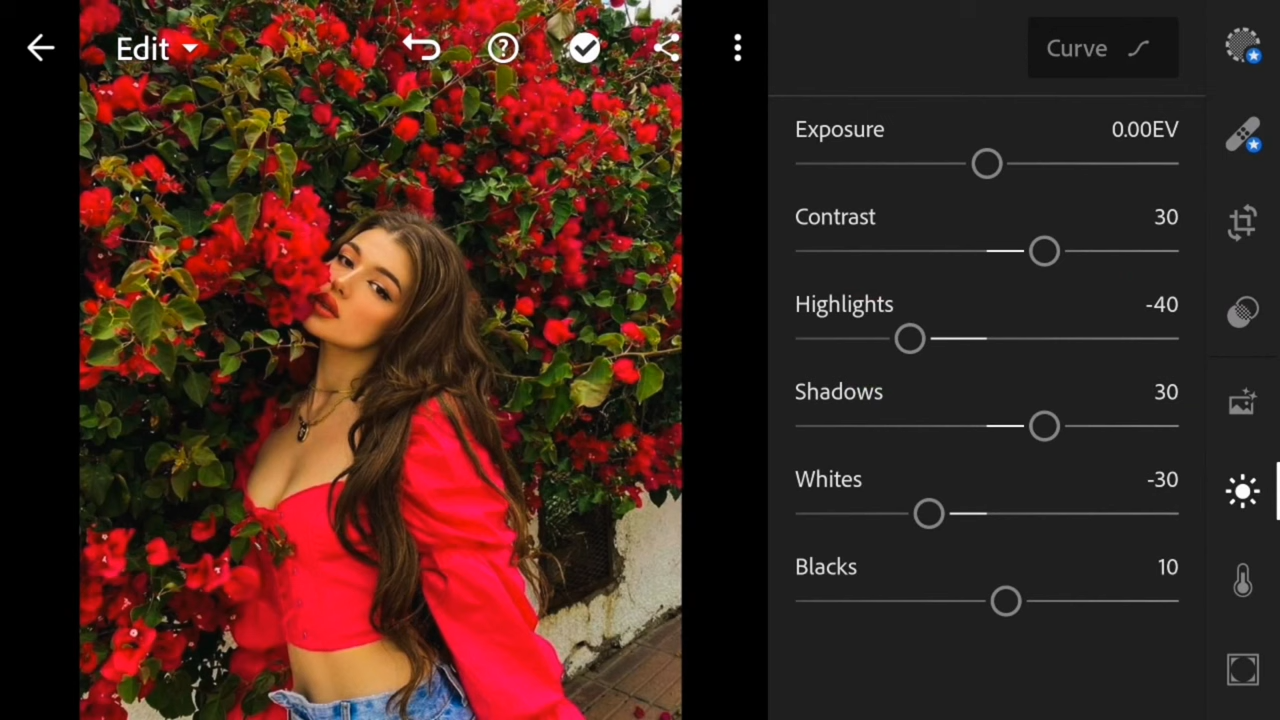 Edit
Curve
Exposure 0.00EV
Contrast 30
Highlights -40
Shadows 30
Whites -30
Blacks 10